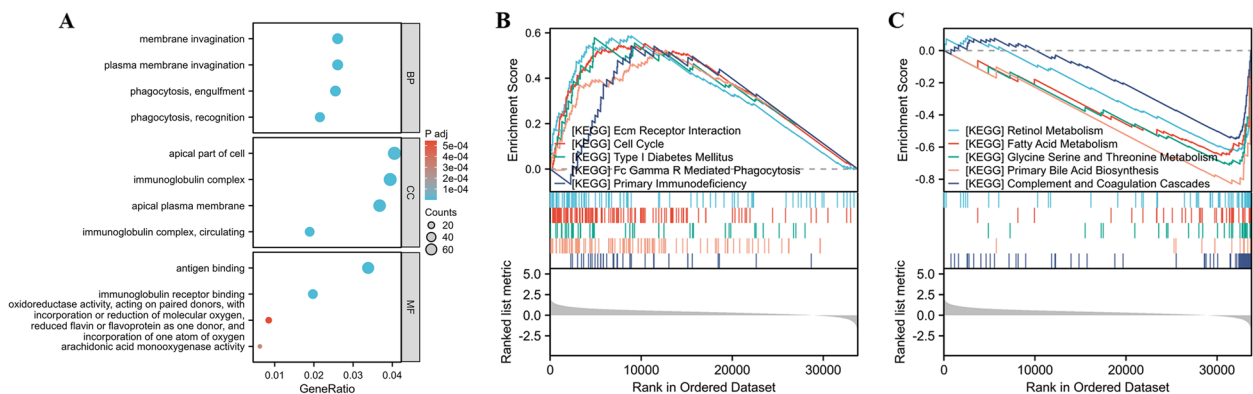 A
membrane invagination
plasma membrane invagination
phagocytosis, engulfment
phagocytosis, recognition
BP
apical part of cell
immunoglobulin complex
apical plasma membrane
immunoglobulin complex, circulating
CC
antigen binding
immunoglobulin receptor binding
oxidoreductase activity, acting on paired donors, with
incorporation or reduction of molecular oxygen,
reduced flavin or flavoprotein as one donor, and
incorporation of one atom of oxygen
arachidonic acid monooxygenase activity
MF
0.01 0.02 0.03 0.04
GeneRatio
P adj
5e-04
4e-04
3e-04
2e-04
1e-04
Counts
20
40
60
B
Enrichment Score
0.6
0.4
0.2
0.0
[KEGG] Ecm Receptor Interaction
[KEGG] Cell Cycle
[KEGG] Type I Diabetes Mellitus
[KEGG] Fc Gamma R Mediated Phagocytosis
[KEGG] Primary Immunodeficiency
Ranked list metric
5.0
2.5
0.0
-2.5
0 10000 20000 30000
Rank in Ordered Dataset
C
Enrichment Score
0.0
-0.2
-0.4
-0.6
-0.8
[KEGG] Retinol Metabolism
[KEGG] Fatty Acid Metabolism
[KEGG] Glycine Serine and Threonine Metabolism
[KEGG] Primary Bile Acid Biosynthesis
[KEGG] Complement and Coagulation Cascades
Ranked list metric
5.0
2.5
0.0
-2.5
0 10000 20000 30000
Rank in Ordered Dataset